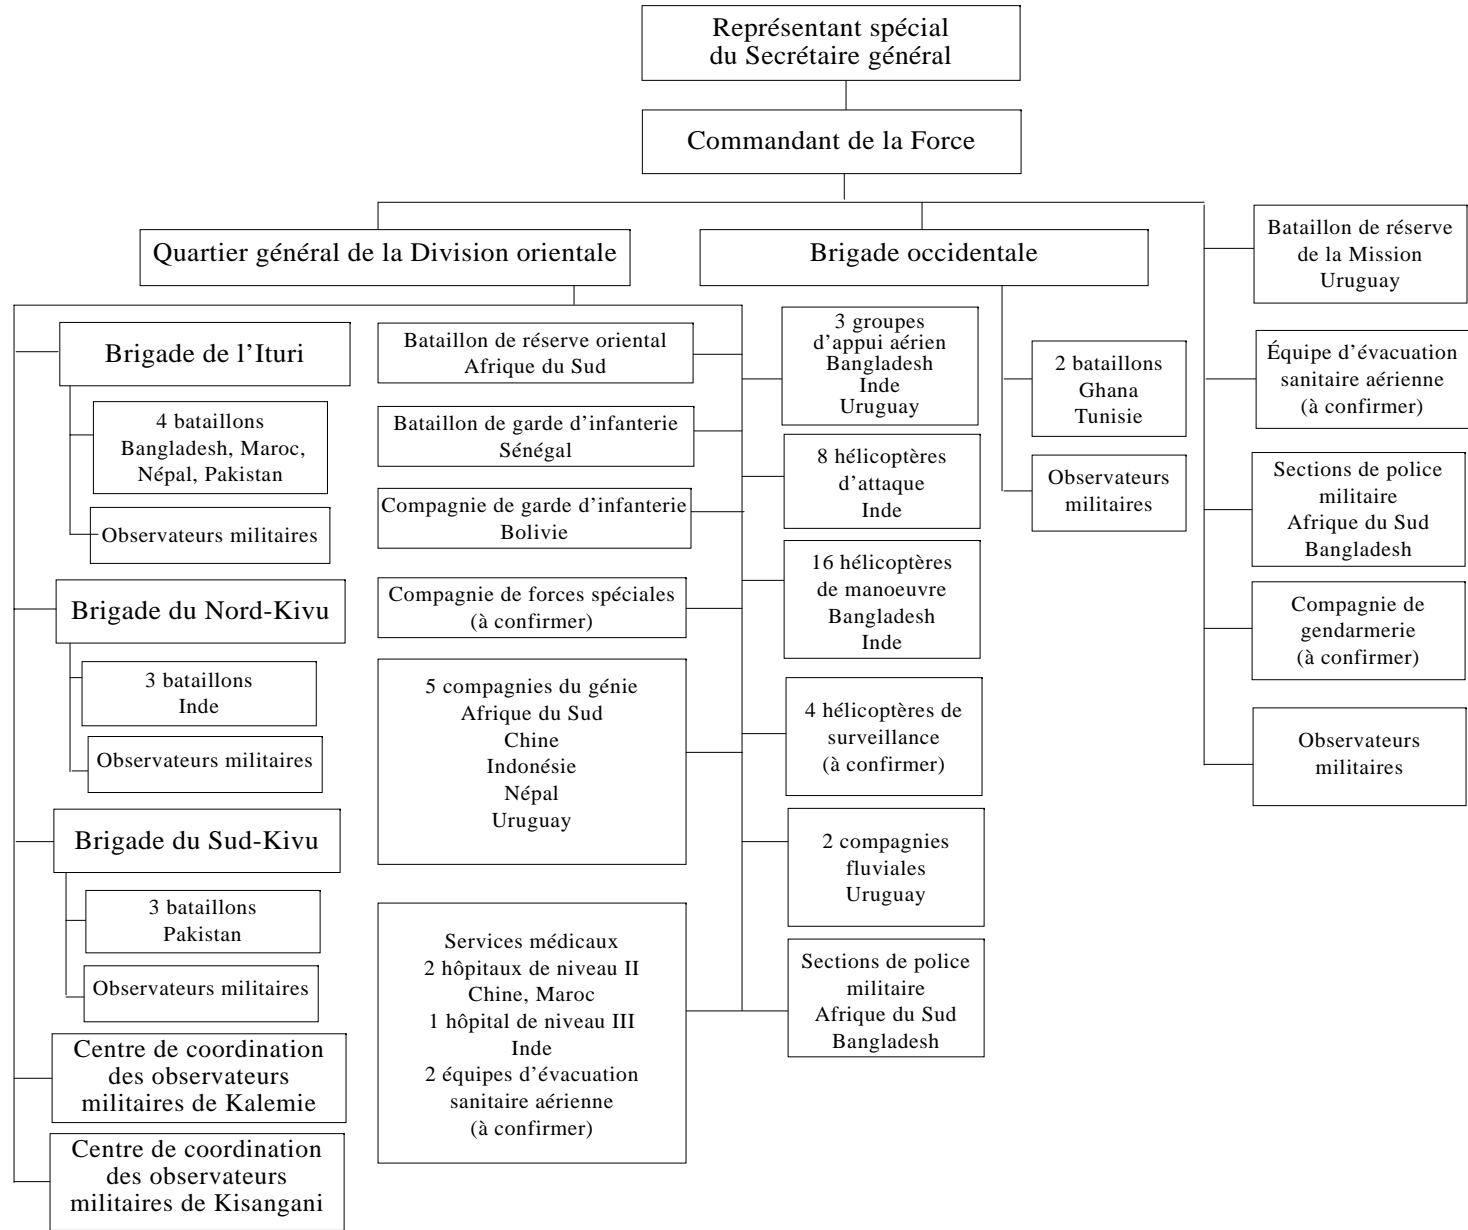 Représentant spécial
du Secrétaire général
Commandant de la Force
Quartier général de la Division orientale
Brigade de l’Ituri
4 bataillons
Bangladesh, Maroc,
Népal, Pakistan
Observateurs militaires
Brigade du Nord-Kivu
3 bataillons
Inde
Observateurs militaires
Brigade du Sud-Kivu
3 bataillons
Pakistan
Observateurs militaires
Centre de coordination
des observateurs
militaires de Kalemie
Centre de coordination
des observateurs
militaires de Kisangani
Bataillon de réserve oriental
Afrique du Sud
Bataillon de garde d’infanterie
Sénégal
Compagnie de garde d’infanterie
Bolivie
Compagnie de forces spéciales
(à confirmer)
5 compagnies du génie
Afrique du Sud
Chine
Indonésie
Népal
Uruguay
Services médicaux
2 hôpitaux de niveau II
Chine, Maroc
1 hôpital de niveau III
Inde
2 équipes d’évacuation
sanitaire aérienne
(à confirmer)
3 groupes
d’appui aérien
Bangladesh
Inde
Uruguay
8 hélicoptères
d’attaque
Inde
16 hélicoptères
de manoeuvre
Bangladesh
Inde
4 hélicoptères de
surveillance
(à confirmer)
2 compagnies
fluviales
Uruguay
Sections de police
militaire
Afrique du Sud
Bangladesh
Brigade occidentale
2 bataillons
Ghana
Tunisie
Observateurs
militaires
Bataillon de réserve
de la Mission
Uruguay
Équipe d’évacuation
sanitaire aérienne
(à confirmer)
Sections de police
militaire
Afrique du Sud
Bangladesh
Compagnie de
gendarmerie
(à confirmer)
Observateurs
militaires